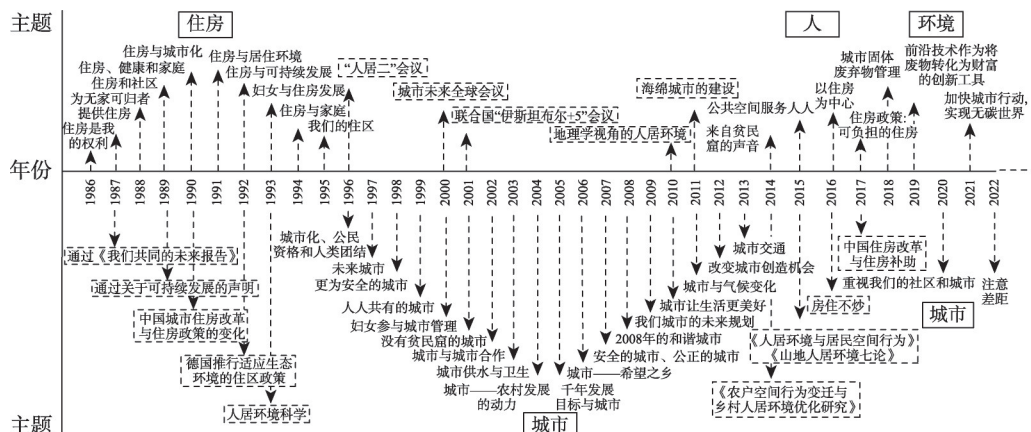 主题
住房
人
环境
住房与城市化
住房、健康和家庭
住房和社区
为无家可归者
提供住房
住房是我
的权利
住房与居住环境
住房与可持续发展
妇女与住房发展
住房与家庭
我们的住区
“人居二”会议
城市未来全球会议
联合国“伊斯坦布尔+5”会议
地理学视角的人居环境
海绵城市的建设
公共空间服务人人
来自贫民
窟的声音
以住房
为中心
城市固体
废弃物管理
住房政策:
可负担的住房
前沿技术作为将
废物转化为财富
的创新工具
加快城市行动,
实现无碳世界
年份
1986
1987
1988
1989
1990
1991
1992
1993
1994
1995
1996
1997
1998
1999
2000
2001
2002
2003
2004
2005
2006
2007
2008
2009
2010
2011
2012
2013
2014
2015
2016
2017
2018
2019
2020
2021
2022
通过《我们共同的未来报告》
通过关于可持续发展的声明
中国城市住房改革
与住房政策的变化
德国推行适应生态
环境的住区政策
人居环境科学
城市化、公民
资格和人类团结
未来城市
更为安全的城市
人人共有的城市
妇女参与城市管理
没有贫民窟的城市
城市与城市合作
城市供水与卫生
城市——农村发展
的动力
千年发展
目标与城市
城市——希望之乡
安全的城市、公正的城市
2008年的和谐城市
我们城市的未来规划
城市让生活更美好
城市与气候变化
改变城市创造机会
城市交通
《人居环境与居民空间行为》
《山地人居环境七论》
《农户空间行为变迁与
乡村人居环境优化研究》
房住不炒
中国住房改革
与住房补助
重视我们的社区和城市
注意
差距
城市
城市
主题